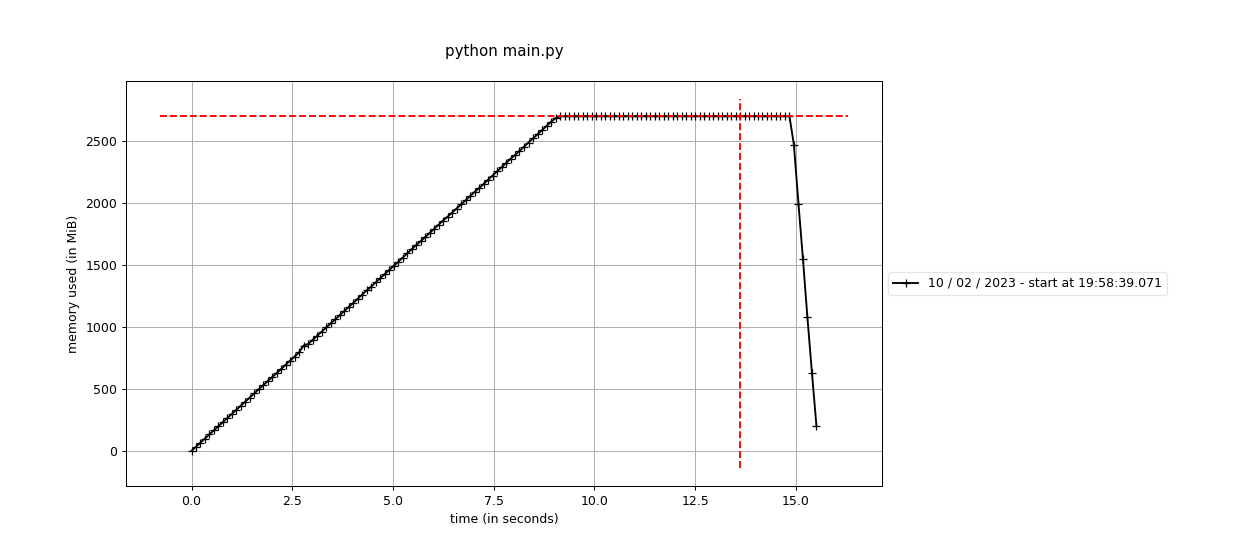 python main.py
memory used (in MiB)
2500
2000
1500
1000
500
0
0.0 2.5 5.0 7.5 10.0 12.5 15.0
time (in seconds)
10 / 02 / 2023 - start at 19:58:39.071